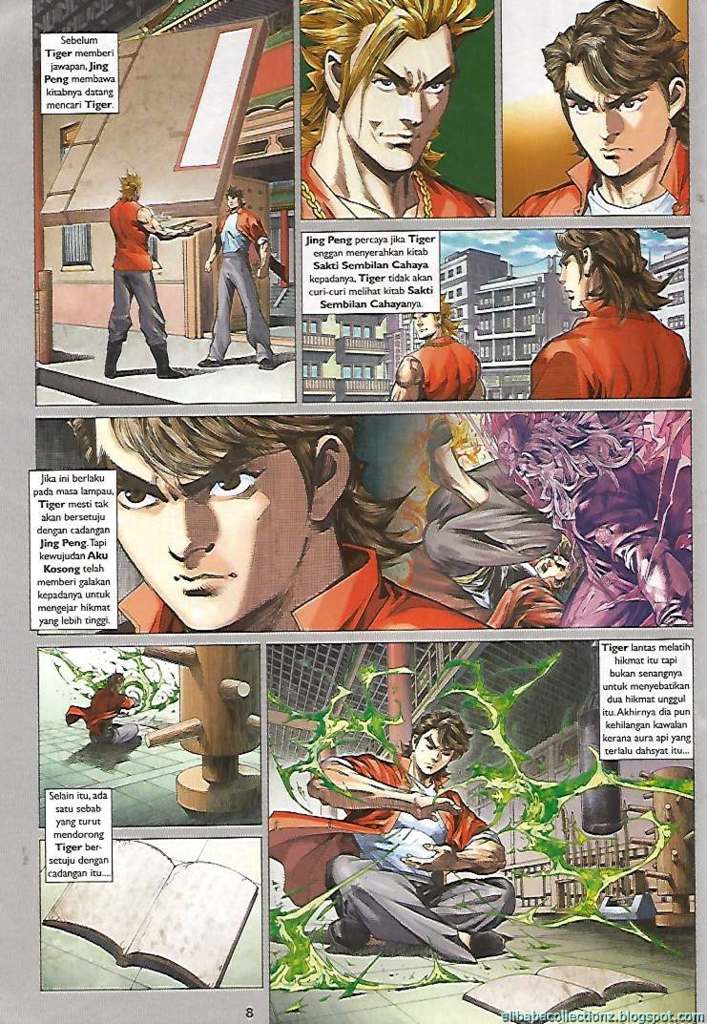 Sebelum
Tiger memberi
jawapan, Jing
Peng membawa
kitabnya datang
mencari Tiger.
Jing Peng percaya jika Tiger
enggan menyerahkan kitab
Sakti Sembilan Cahaya
kepadanya, Tiger tidak akan
curi-curi melihat kitab Sakti
Sembilan Cahayanya.
Jika ini berlaku
pada masa lampau,
Tiger mesti tak
akan bersetuju
dengan cadangan
Jing Peng. Tapi
kewujudan Aku
Kosong telah
memberi galakan
kepadanya untuk
mengejar hikmat
yang lebih tinggi.
Tiger lantas melatih
hikmat itu tapi
bukan senangnya
untuk menyebatikan
dua hikmat unggul
itu. Akhirnya dia pun
kehilangan kawalan
kerana aura api yang
terlalu dahsyat itu...
Selain itu, ada
satu sebab
yang turut
mendorong
Tiger ber-
setuju dengan
cadangan itu....
8
alibabacollectionz.blogspot.com